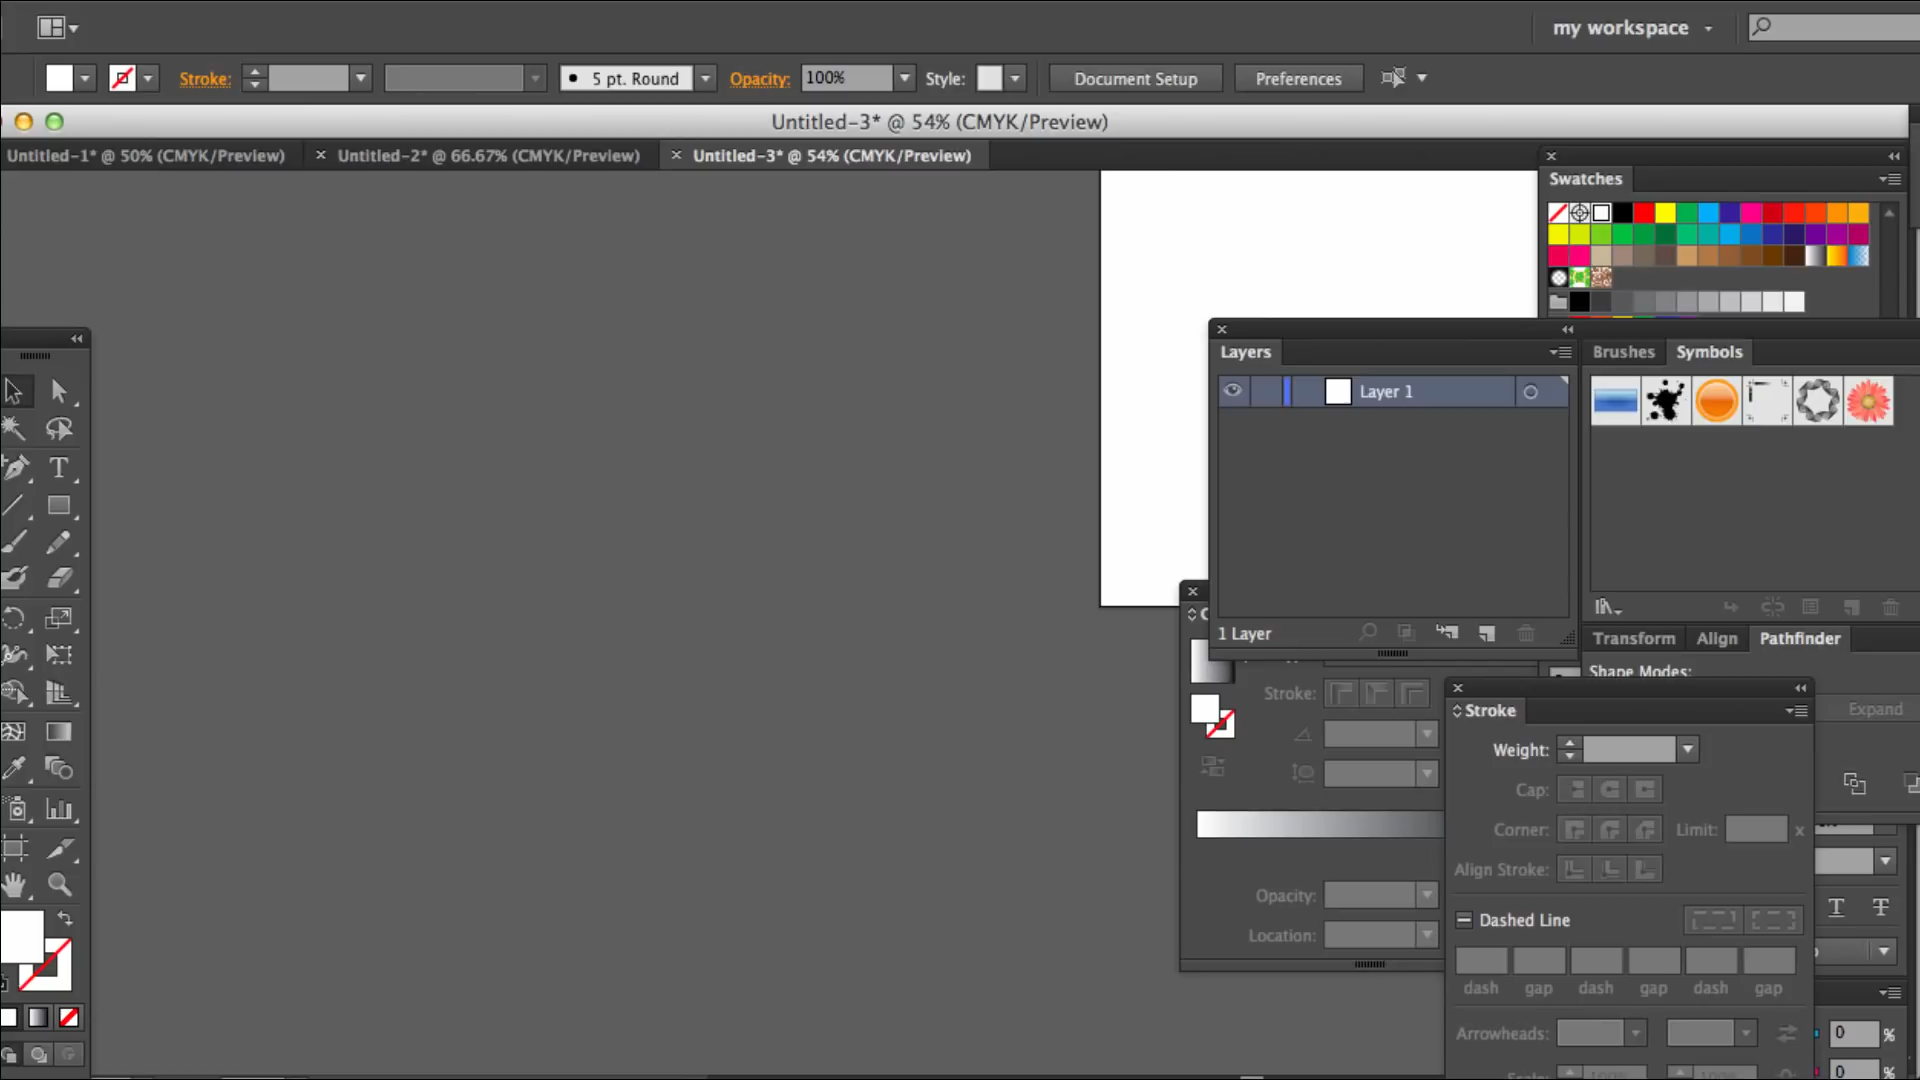 my workspace
Stroke:
5 pt. Round
Opacity:
100%
Style:
Document Setup
Preferences
Untitled-3* @ 54% (CMYK/Preview)
Untitled-1* @ 50% (CMYK/Preview)
Untitled-2* @ 66.67% (CMYK/Preview)
Untitled-3* @ 54% (CMYK/Preview)
Swatches
Layers
Layer 1
1 Layer
Brushes
Symbols
Transform
Align
Pathfinder
Shape Modes:
Expand
Stroke:
Opacity:
Location:
Stroke
Weight:
Cap:
Corner:
Limit:
x
Align Stroke:
Dashed Line
dash
gap
dash
gap
dash
gap
Arrowheads:
0
%
0
%